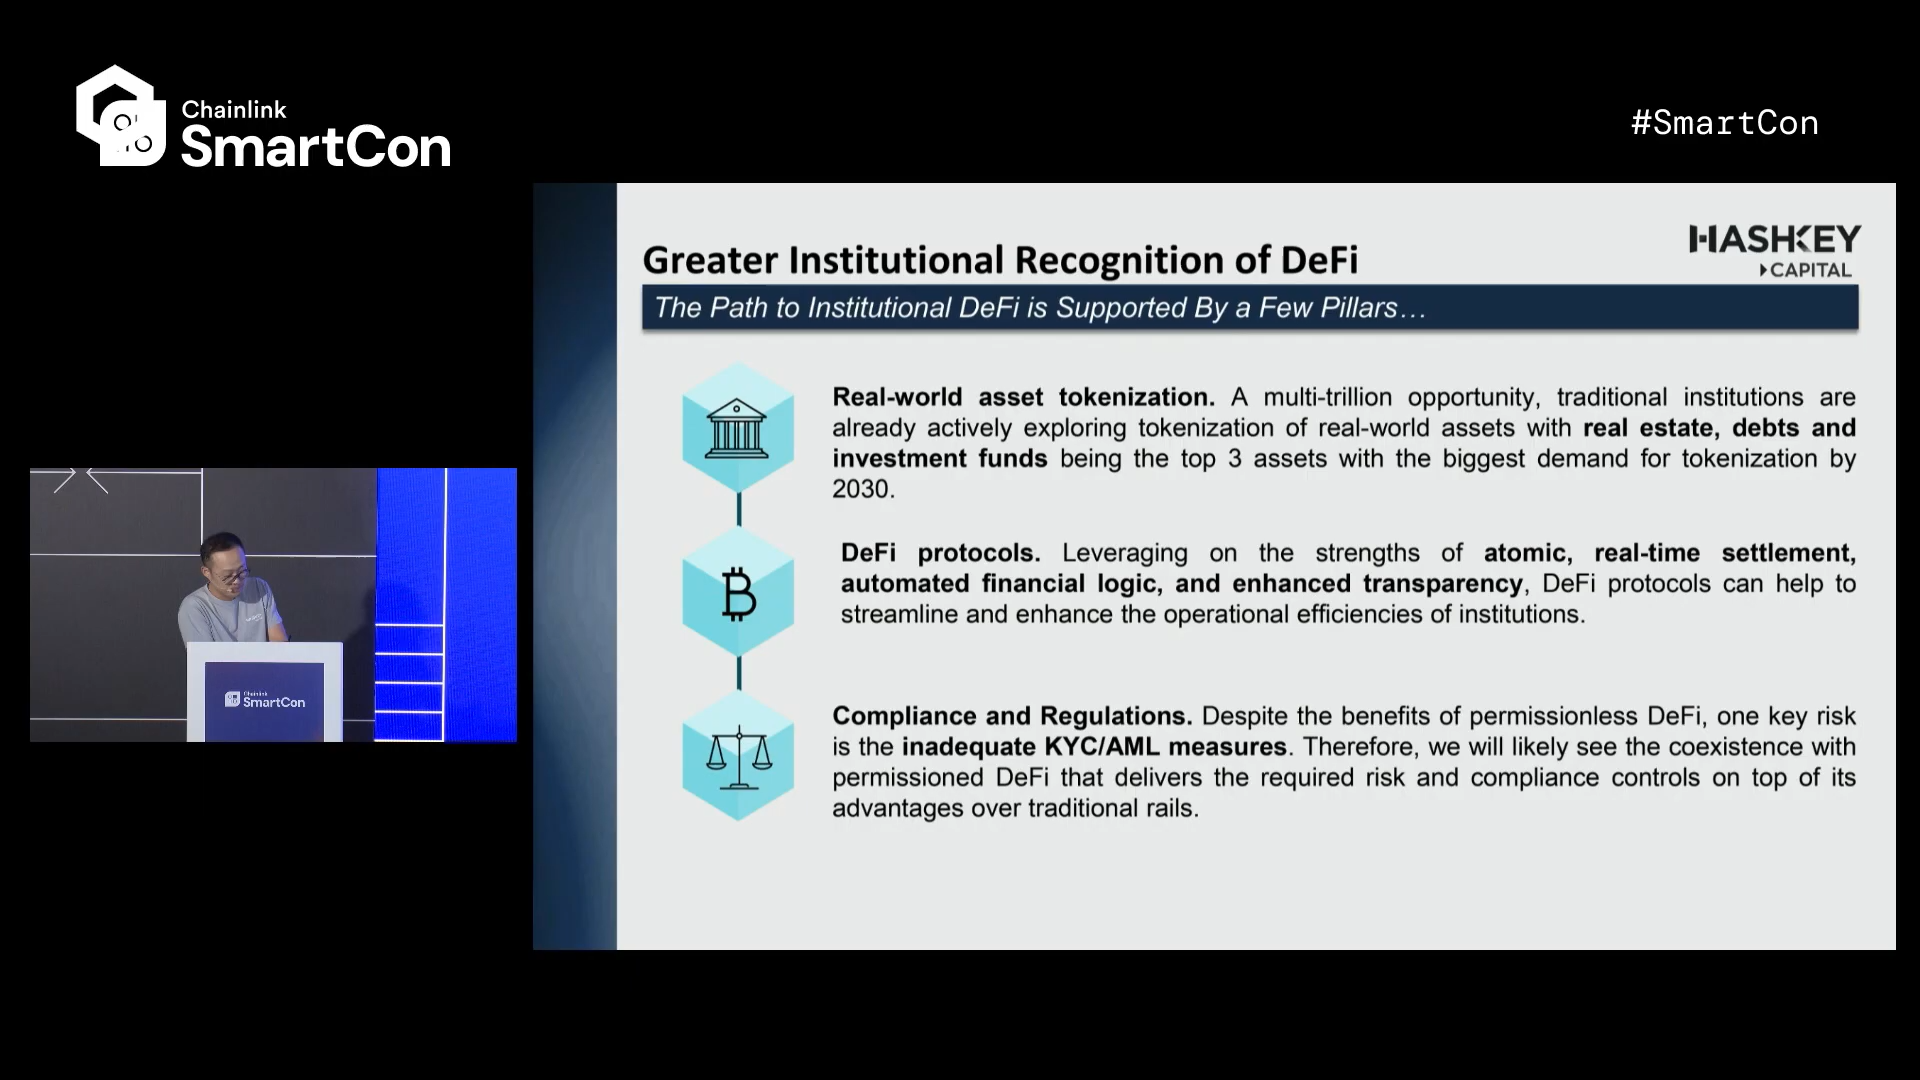 Chainlink
SmartCon
#SmartCon
HASHKEY
CAPITAL
Greater Institutional Recognition of DeFi
The Path to Institutional DeFi is Supported By a Few Pillars…
Real-world asset tokenization. A multi-trillion opportunity, traditional institutions are
already actively exploring tokenization of real-world assets with real estate, debts and
investment funds being the top 3 assets with the biggest demand for tokenization by
2030.
DeFi protocols. Leveraging on the strengths of atomic, real-time settlement,
automated financial logic, and enhanced transparency, DeFi protocols can help to
streamline and enhance the operational efficiencies of institutions.
Compliance and Regulations. Despite the benefits of permissionless DeFi, one key risk
is the inadequate KYC/AML measures. Therefore, we will likely see the coexistence with
permissioned DeFi that delivers the required risk and compliance controls on top of its
advantages over traditional rails.
Chainlink
SmartCon